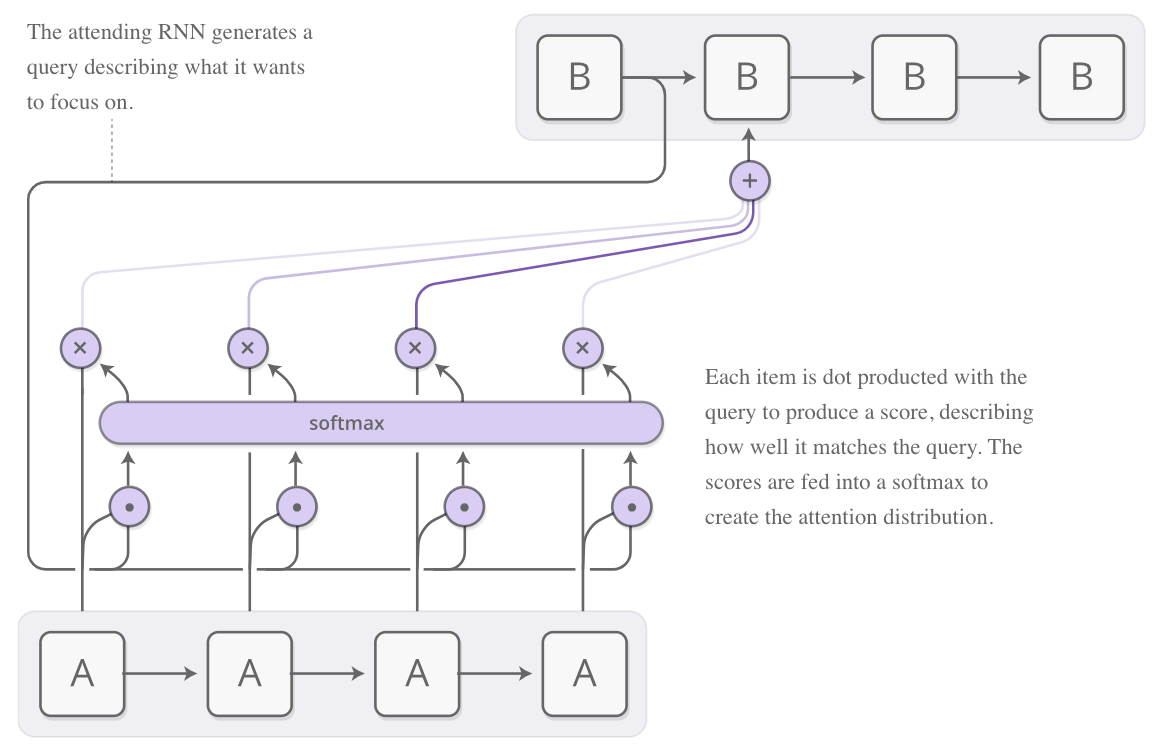 The attending RNN generates a
query describing what it wants
to focus on.
B
B
B
B
+
×
×
×
×
softmax
Each item is dot producted with the
query to produce a score, describing
how well it matches the query. The
scores are fed into a softmax to
create the attention distribution.
A
A
A
A